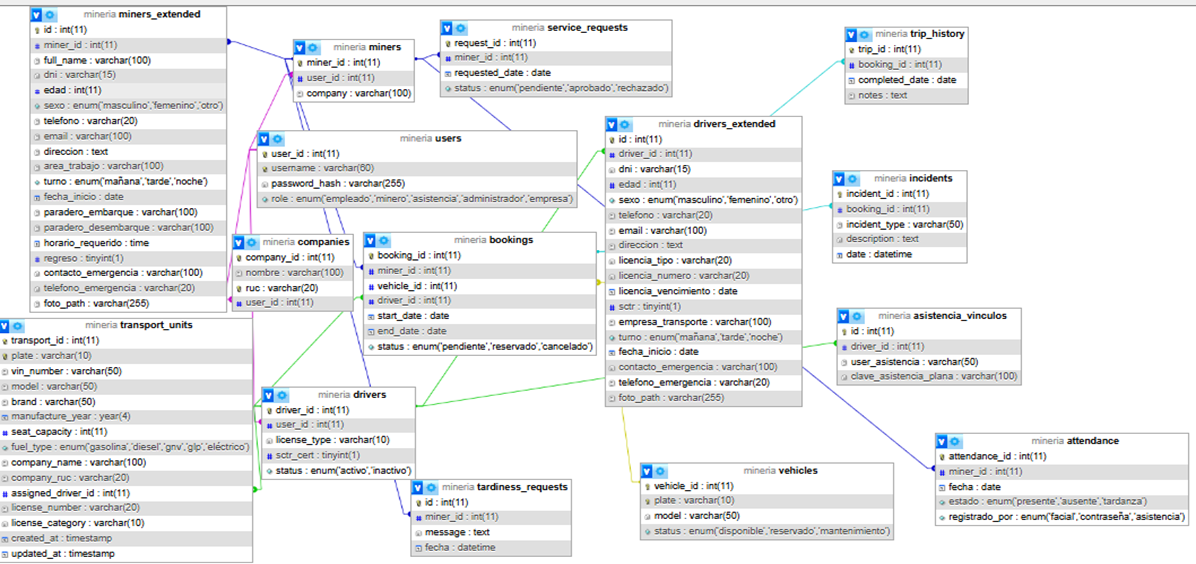 mineria miners_extended
id : int(11)
miner_id : int(11)
full_name : varchar(100)
dni : varchar(15)
edad : int(11)
sexo : enum('masculino','femenino','otro')
telefono : varchar(20)
email : varchar(100)
direccion : text
area_trabajo : varchar(100)
turno : enum('mañana','tarde','noche')
fecha_inicio : date
paradero_embarque : varchar(100)
paradero_desembarque : varchar(100)
horario_requerido : time
regreso : tinyint(1)
contacto_emergencia : varchar(100)
telefono_emergencia : varchar(20)
foto_path : varchar(255)
mineria miners
miner_id : int(11)
user_id : int(11)
company : varchar(100)
mineria service_requests
request_id : int(11)
miner_id : int(11)
requested_date : date
status : enum('pendiente','aprobado','rechazado')
mineria trip_history
trip_id : int(11)
booking_id : int(11)
completed_date : date
notes : text
mineria users
user_id : int(11)
username : varchar(60)
password_hash : varchar(255)
role : enum('empleado','minero','asistencia','administrador','empresa')
mineria drivers_extended
id : int(11)
driver_id : int(11)
dni : varchar(15)
edad : int(11)
sexo : enum('masculino','femenino','otro')
telefono : varchar(20)
email : varchar(100)
direccion : text
licencia_tipo : varchar(20)
licencia_numero : varchar(20)
licencia_vencimiento : date
sctr : tinyint(1)
empresa_transporte : varchar(100)
turno : enum('mañana','tarde','noche')
fecha_inicio : date
contacto_emergencia : varchar(100)
telefono_emergencia : varchar(20)
foto_path : varchar(255)
mineria incidents
incident_id : int(11)
booking_id : int(11)
incident_type : varchar(50)
description : text
date : datetime
mineria companies
company_id : int(11)
nombre : varchar(100)
ruc : varchar(20)
user_id : int(11)
mineria bookings
booking_id : int(11)
miner_id : int(11)
vehicle_id : int(11)
driver_id : int(11)
start_date : date
end_date : date
status : enum('pendiente','reservado','cancelado')
mineria transport_units
transport_id : int(11)
plate : varchar(10)
vin_number : varchar(50)
model : varchar(50)
brand : varchar(50)
manufacture_year : year(4)
seat_capacity : int(11)
fuel_type : enum('gasolina','diesel','gnv','glp','eléctrico')
company_name : varchar(100)
company_ruc : varchar(20)
assigned_driver_id : int(11)
license_number : varchar(20)
license_category : varchar(10)
created_at : timestamp
updated_at : timestamp
mineria asistencia_vinculos
id : int(11)
driver_id : int(11)
user_asistencia : varchar(50)
clave_asistencia_plana : varchar(100)
mineria drivers
driver_id : int(11)
user_id : int(11)
license_type : varchar(10)
sctr_cert : tinyint(1)
status : enum('activo','inactivo')
mineria tardiness_requests
id : int(11)
miner_id : int(11)
message : text
fecha : datetime
mineria vehicles
vehicle_id : int(11)
plate : varchar(10)
model : varchar(50)
status : enum('disponible','reservado','mantenimiento')
mineria attendance
attendance_id : int(11)
miner_id : int(11)
fecha : date
estado : enum('presente','ausente','tardanza')
registrado_por : enum('facial','contraseña','asistencia')